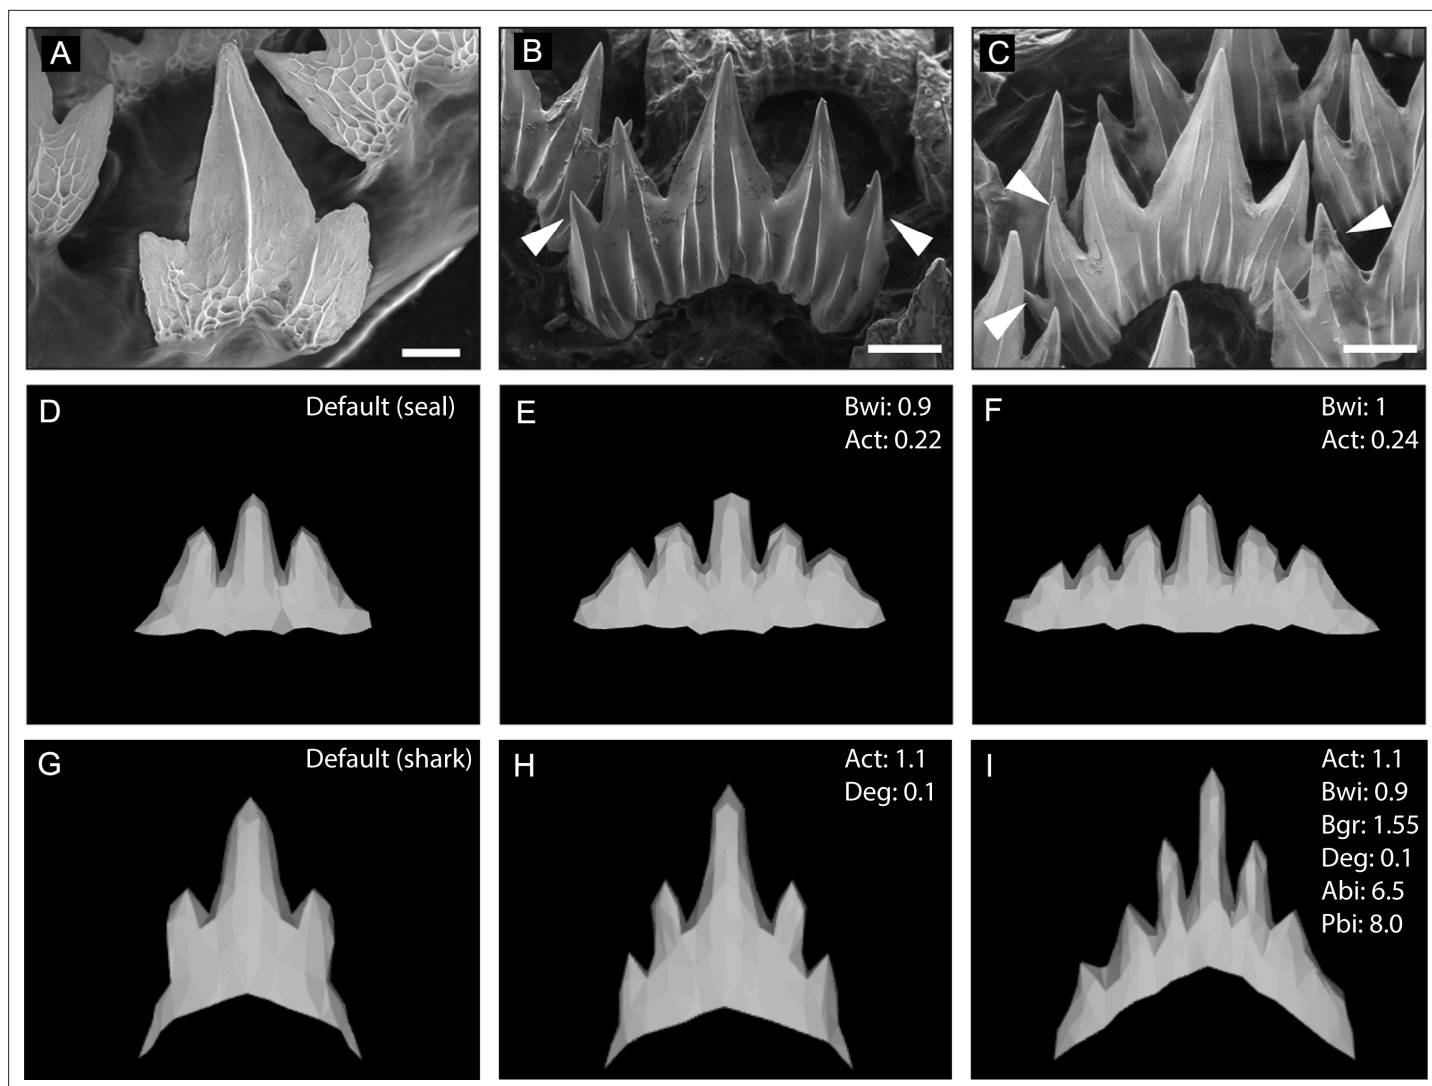 A
B
C
D
Default (seal)
E
Bwi: 0.9
Act: 0.22
F
Bwi: 1
Act: 0.24
G
Default (shark)
H
Act: 1.1
Deg: 0.1
I
Act: 1.1
Bwi: 0.9
Bgr: 1.55
Deg: 0.1
Abi: 6.5
Pbi: 8.0